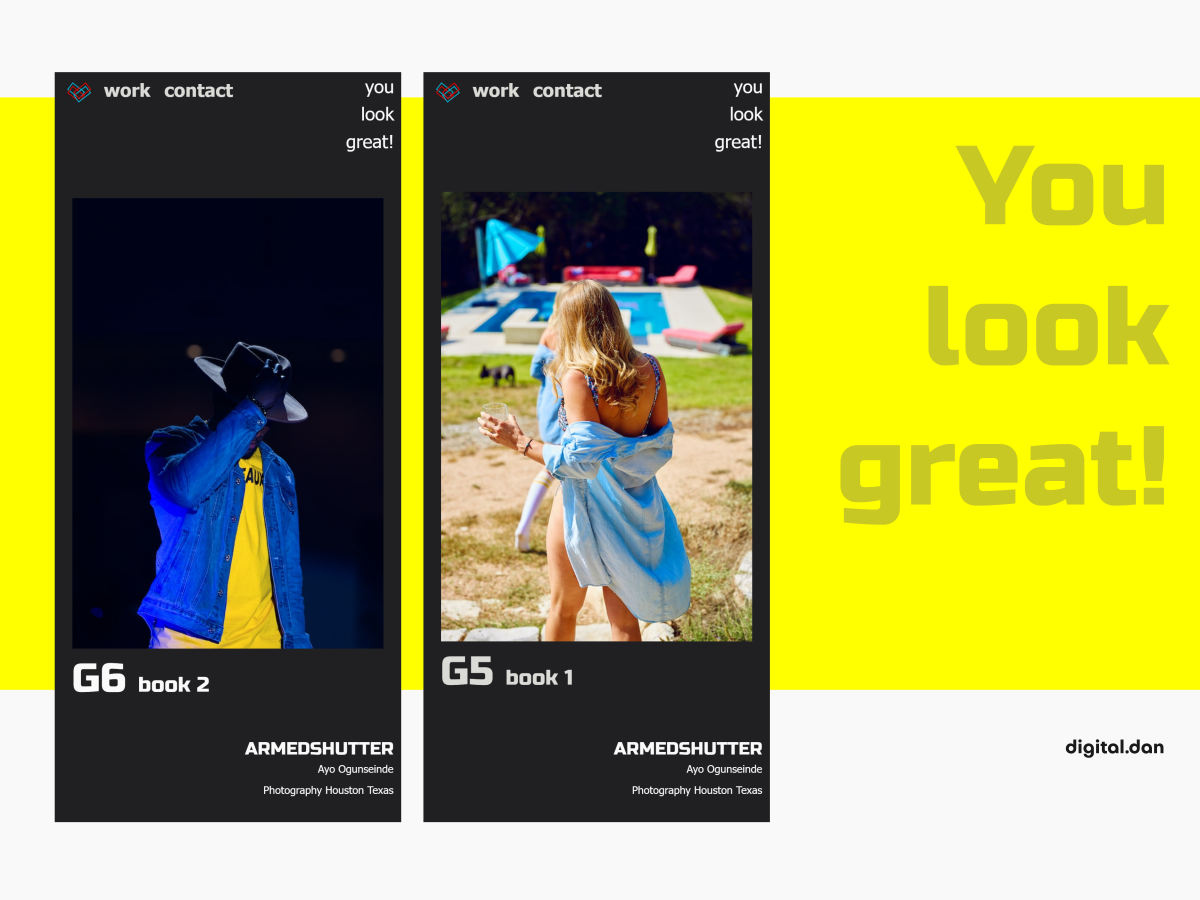 work contact
you
look
great!
EAUX
G6 book 2
ARMEDSHUTTER
Ayo Ogunseinde
Photography Houston Texas
work contact
you
look
great!
G5 book 1
ARMEDSHUTTER
Ayo Ogunseinde
Photography Houston Texas
You
look
great!
digital.dan